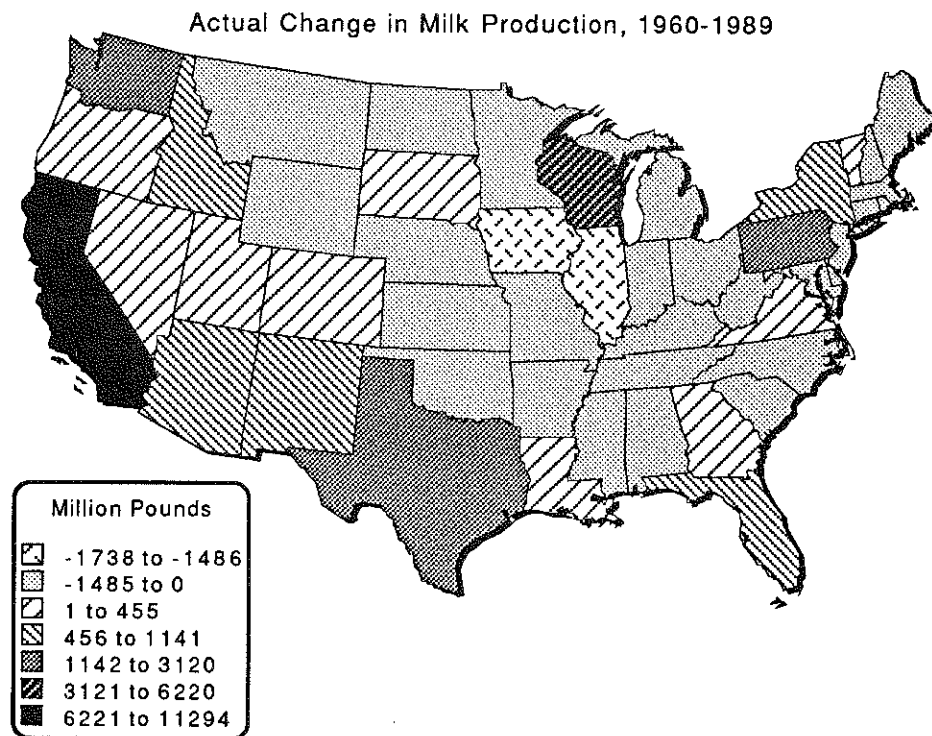 Actual Change in Milk Production, 1960-1989
Million Pounds
-1738 to -1486
-1485 to 0
1 to 455
456 to 1141
1142 to 3120
3121 to 6220
6221 to 11294